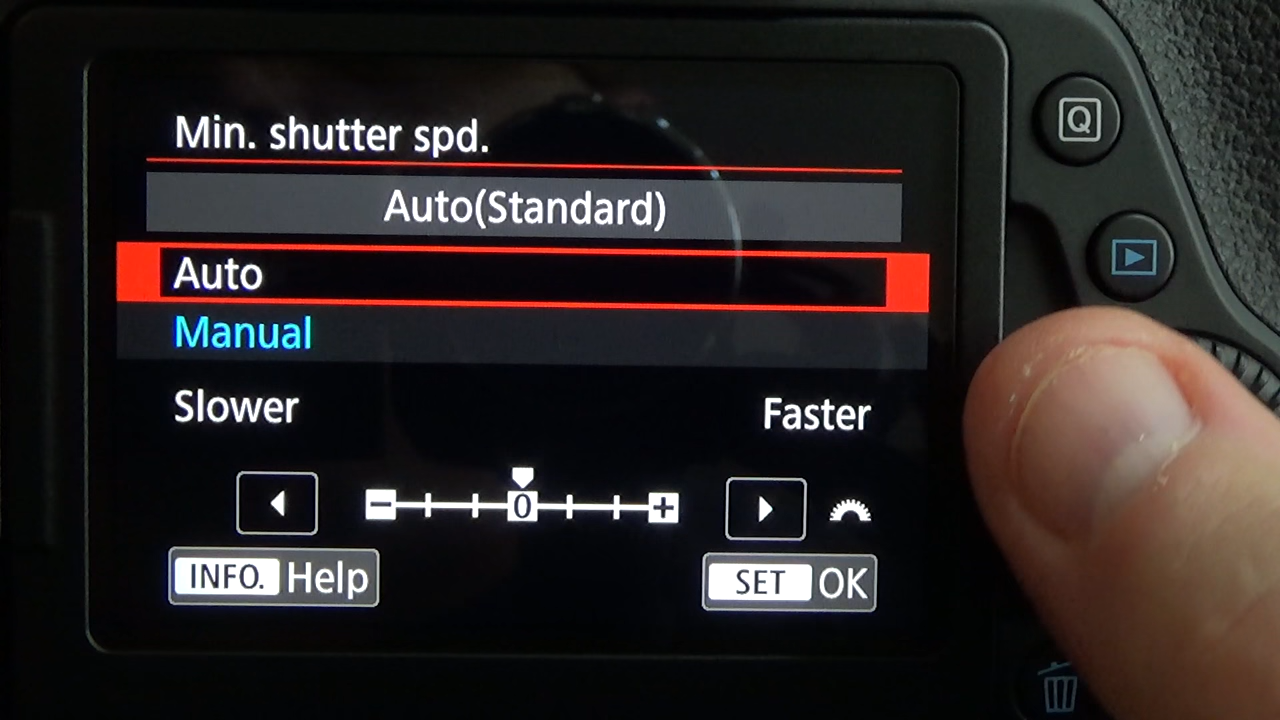 Min. shutter spd.
Auto(Standard)
Auto
Manual
Slower Faster
0
INFO. Help SET OK
Q